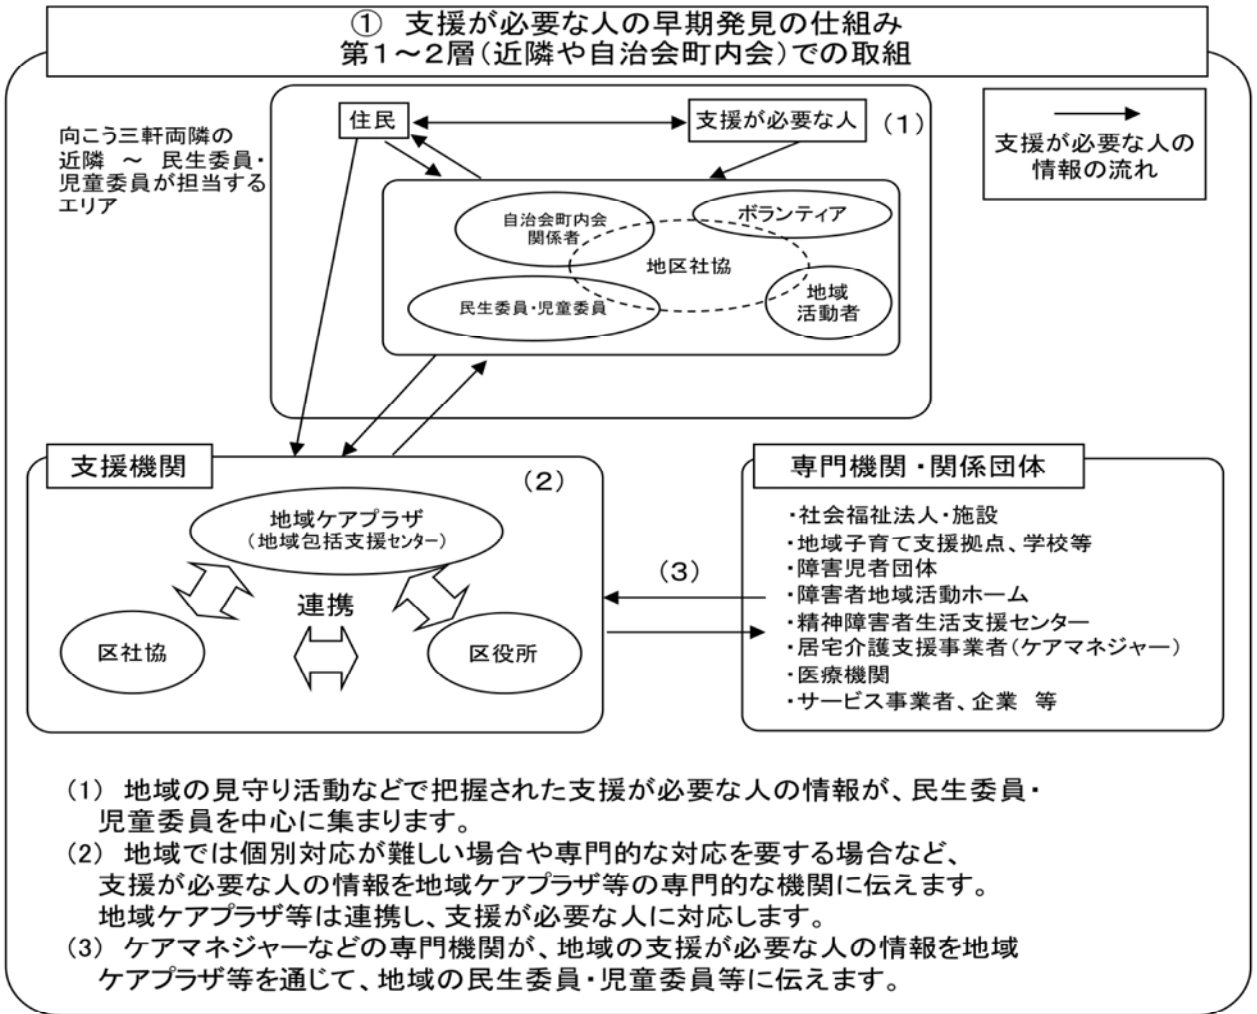 ① 支援が必要な人の早期発見の仕組み
第1～2層(近隣や自治会町内会)での取組
向こう三軒両隣の
近隣 ～ 民生委員・
児童委員が担当する
エリア
住民
支援が必要な人
(1)
支援が必要な人の
情報の流れ
自治会町内会
関係者
ボランティア
地区社協
民生委員・児童委員
地域
活動者
支援機関
(2)
地域ケアプラザ
(地域包括支援センター)
連携
区社協
区役所
(3)
専門機関・関係団体
・社会福祉法人・施設
・地域子育て支援拠点、学校等
・障害児者団体
・障害者地域活動ホーム
・精神障害者生活支援センター
・居宅介護支援事業者(ケアマネジャー)
・医療機関
・サービス事業者、企業 等
(1) 地域の見守り活動などで把握された支援が必要な人の情報が、民生委員・
児童委員を中心に集まります。
(2) 地域では個別対応が難しい場合や専門的な対応を要する場合など、
支援が必要な人の情報を地域ケアプラザ等の専門的な機関に伝えます。
地域ケアプラザ等は連携し、支援が必要な人に対応します。
(3) ケアマネジャーなどの専門機関が、地域の支援が必要な人の情報を地域
ケアプラザ等を通じて、地域の民生委員・児童委員等に伝えます。